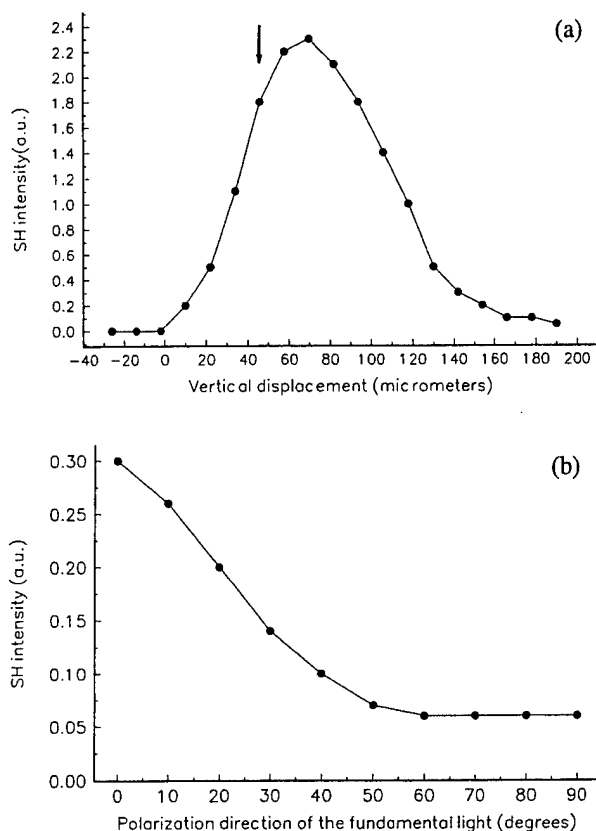 (a)
SH intensity(a.u.)
2.4
2.2
2.0
1.8
1.6
1.4
1.2
1.0
0.8
0.6
0.4
0.2
0.0
−40 −20 0 20 40 60 80 100 120 140 160 180 200
Vertical displacement (micrometers)
(b)
SH intensity (a.u.)
0.30
0.25
0.20
0.15
0.10
0.05
0.00
0 10 20 30 40 50 60 70 80 90
Polarization direction of the fundamental light (degrees)